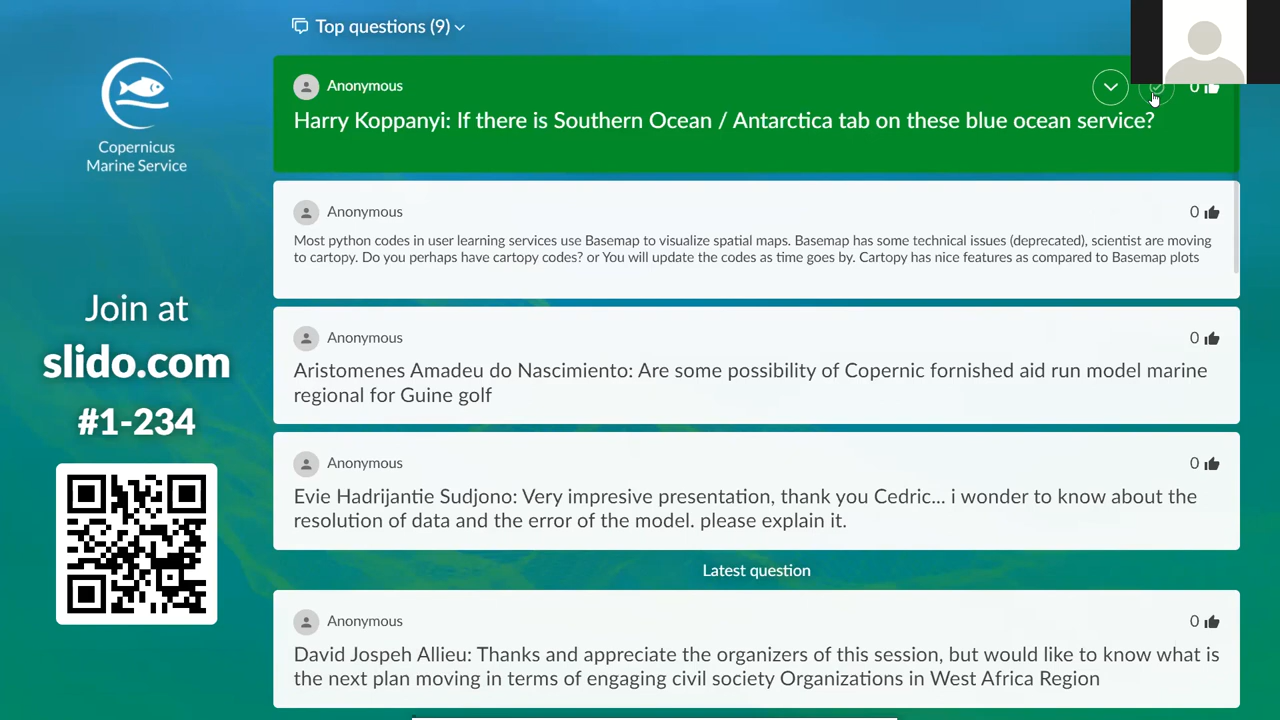 Top questions (9)
Copernicus
Marine Service
Join at
slido.com
#1-234
Anonymous
0
Harry Koppanyi: If there is Southern Ocean / Antarctica tab on these blue ocean service?
Anonymous
0
Most python codes in user learning services use Basemap to visualize spatial maps. Basemap has some technical issues (deprecated), scientist are moving
to cartopy. Do you perhaps have cartopy codes? or You will update the codes as time goes by. Cartopy has nice features as compared to Basemap plots
Anonymous
0
Aristomenes Amadeu do Nascimiento: Are some possibility of Copernic fornished aid run model marine
regional for Guine golf
Anonymous
0
Evie Hadrijantie Sudjono: Very impresive presentation, thank you Cedric... i wonder to know about the
resolution of data and the error of the model. please explain it.
Latest question
Anonymous
0
David Jospeh Allieu: Thanks and appreciate the organizers of this session, but would like to know what is
the next plan moving in terms of engaging civil society Organizations in West Africa Region